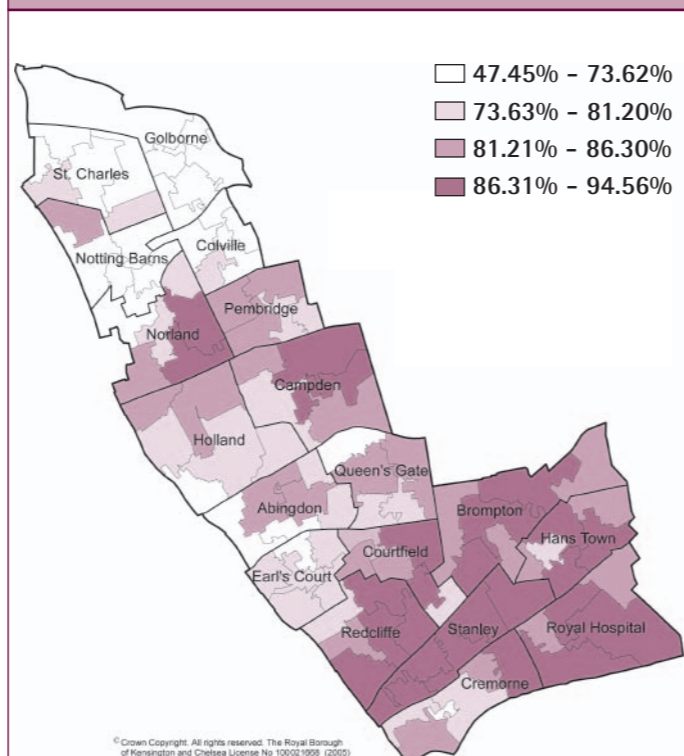 47.45% - 73.62%
73.63% - 81.20%
81.21% - 86.30%
86.31% - 94.56%
Golborne
St. Charles
Colville
Notting Barns
Pembridge
Norland
Campden
Holland
Queen's Gate
Abingdon
Brompton
Hans Town
Courtfield
Earl's Court
Redcliffe
Stanley
Royal Hospital
Cremorne
© Crown Copyright. All rights reserved. The Royal Borough
of Kensington and Chelsea License No 100021668 (2005)